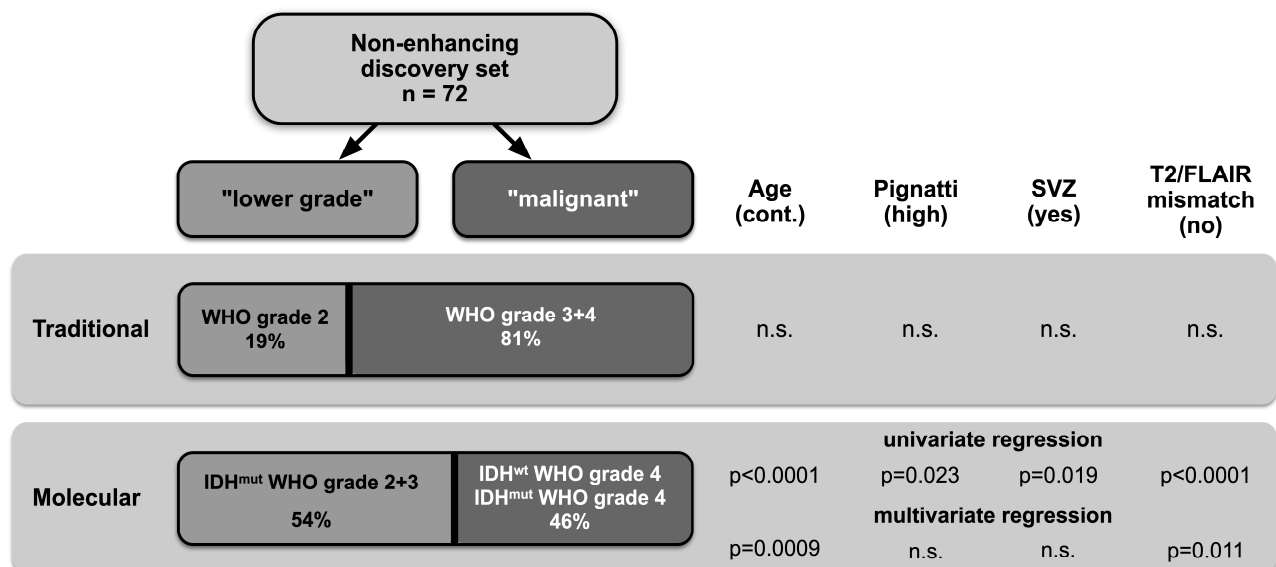 Non-enhancing
discovery set
n = 72
"lower grade"
"malignant"
Age
(cont.)
Pignatti
(high)
SVZ
(yes)
T2/FLAIR
mismatch
(no)
Traditional
WHO grade 2
19%
WHO grade 3+4
81%
n.s.
n.s.
n.s.
n.s.
Molecular
IDHmut WHO grade 2+3
54%
IDHwt WHO grade 4
IDHmut WHO grade 4
46%
univariate regression
p<0.0001
p=0.023
p=0.019
p<0.0001
multivariate regression
p=0.0009
n.s.
n.s.
p=0.011